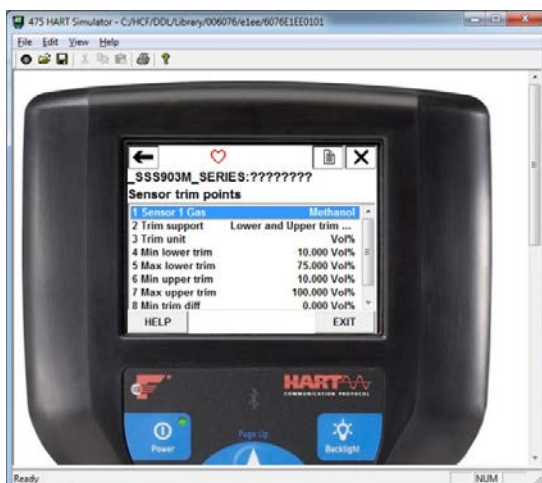 475 HART Simulator - C:/HCF/DDL/Library/006076/e1ee/6076E1EE0101
File Edit View Help
_SSS903M_SERIES:????????
Sensor trim points
1 Sensor 1 Gas Methanol
2 Trim support Lower and Upper trim ...
3 Trim unit Vol%
4 Min lower trim 10.000 Vol%
5 Max lower trim 75.000 Vol%
6 Min upper trim 10.000 Vol%
7 Max upper trim 100.000 Vol%
8 Min trim diff 0.000 Vol%
HELP EXIT
HART
COMMUNICATION PROTOCOL
Power Page Up Backlight
Ready NUM